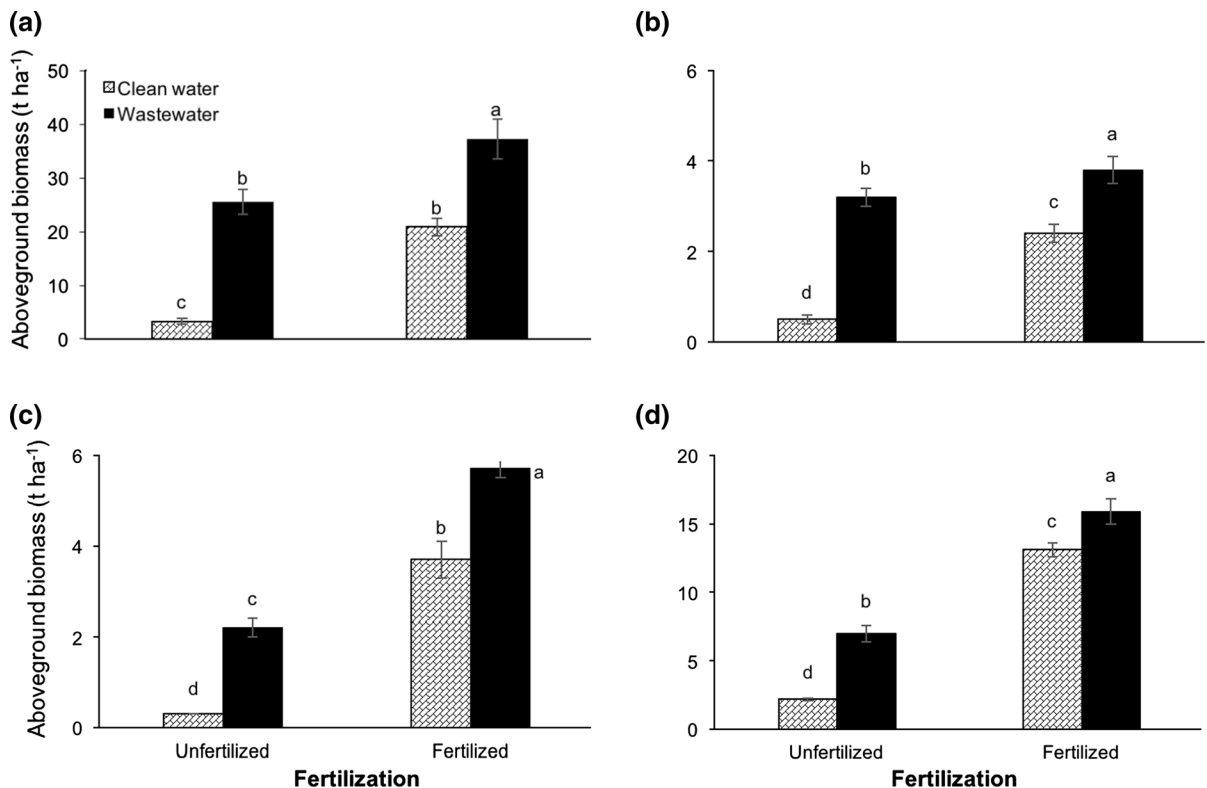 (a)
Aboveground biomass (t ha-1)
50
40
30
20
10
0
Clean water
Wastewater
c
b
b
a
(b)
6
4
2
0
d
b
c
a
(c)
Aboveground biomass (t ha-1)
6
4
2
0
d
c
b
a
Unfertilized
Fertilized
Fertilization
(d)
20
15
10
5
0
d
b
c
a
Unfertilized
Fertilized
Fertilization